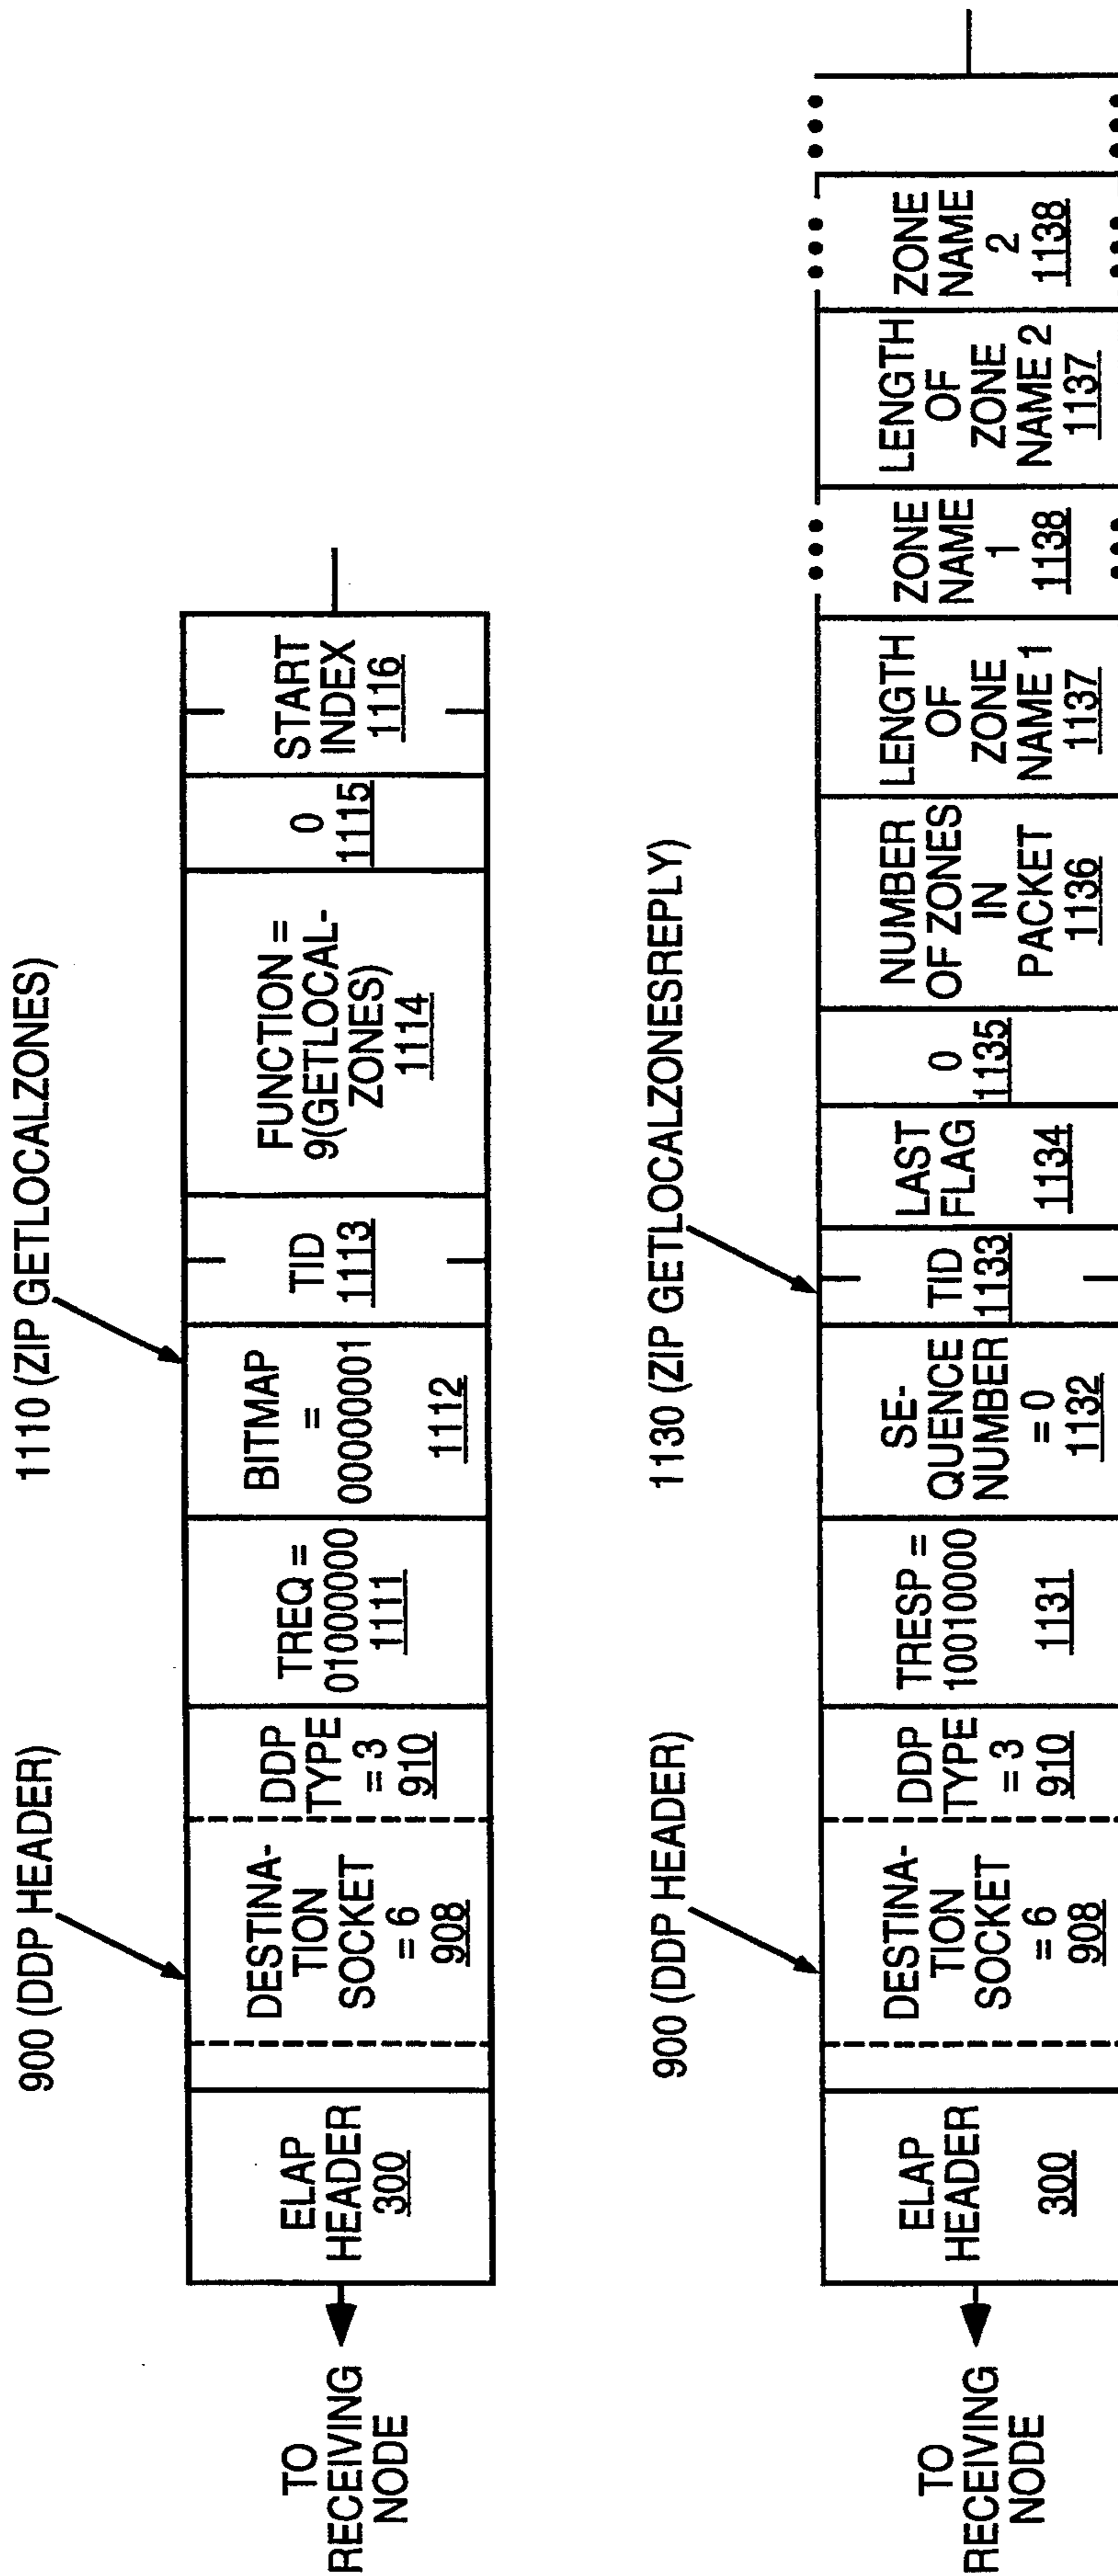 1110 (ZIP GETLOCALZONES)
900 (DDP HEADER)
TO
RECEIVING
NODE
ELAP
HEADER
300
DESTINA-
TION
SOCKET
= 6
908
DDP
TYPE
= 3
910
TREQ =
01000000
1111
BITMAP
=
00000001
1112
TID
1113
FUNCTION =
9(GETLOCAL-
ZONES)
1114
0
1115
START
INDEX
1116
1130 (ZIP GETLOCALZONESREPLY)
900 (DDP HEADER)
TO
RECEIVING
NODE
ELAP
HEADER
300
DESTINA-
TION
SOCKET
= 6
908
DDP
TYPE
= 3
910
TRESP =
10010000
1131
SE-
QUENCE
NUMBER
= 0
1132
TID
1133
LAST
FLAG
1134
0
1135
NUMBER
OF ZONES
IN
PACKET
1136
LENGTH
OF
ZONE
NAME 1
1137
ZONE
NAME
1
1138
LENGTH
OF
ZONE
NAME 2
1137
ZONE
NAME
2
1138